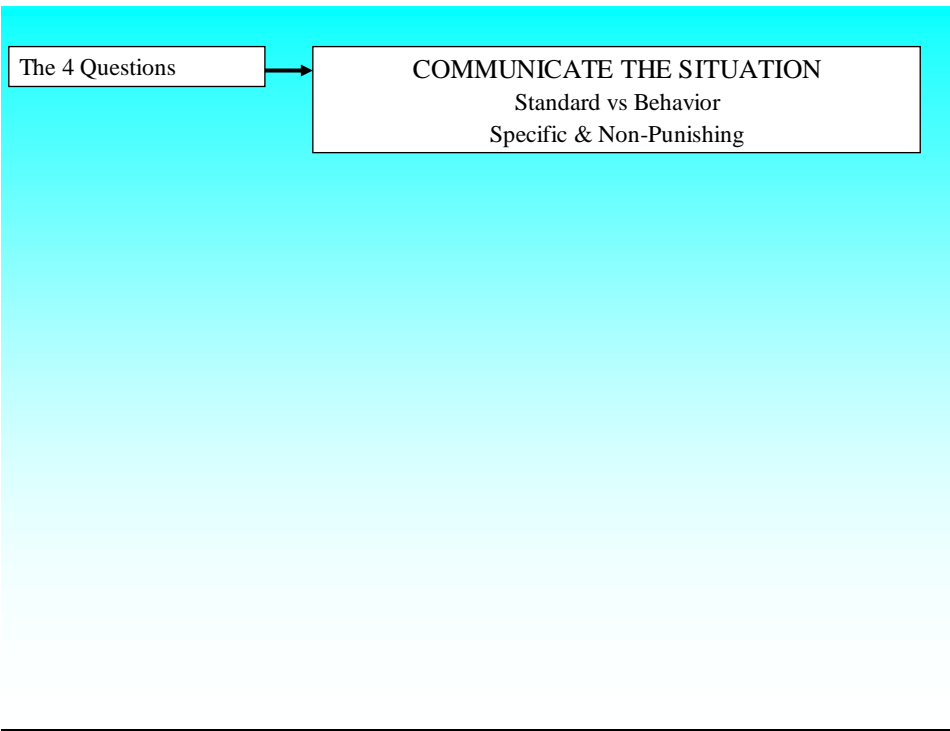 The 4 Questions
COMMUNICATE THE SITUATION
Standard vs Behavior
Specific & Non-Punishing